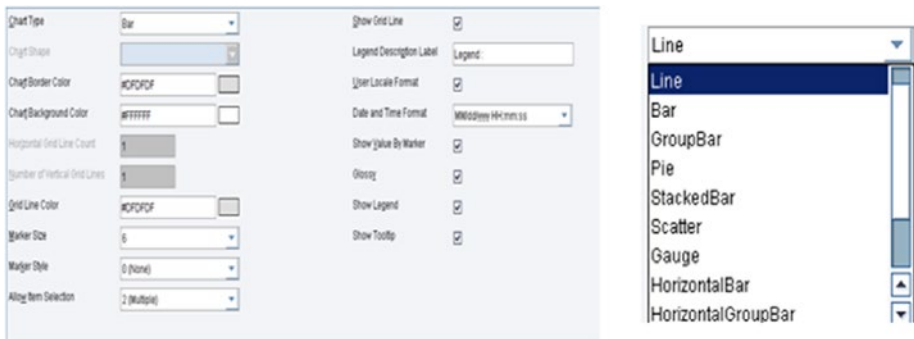 Chart Type Bar
Chart Shape
Chart Border Color #DFDFDF
Chart Background Color #FFFFFF
Horizontal Grid Line Count 1
Number of Vertical Grid Lines 1
Grid Line Color #DFDFDF
Marker Size 6
Marker Style 0 (None)
Allow Item Selection 2 (Multiple)
Show Grid Line
Legend Description Label Legend:
User Locale Format
Date and Time Format HH:mm:ss
Show Value By Marker
Glossy
Show Legend
Show Tooltip
Line
Line
Bar
GroupBar
Pie
StackedBar
Scatter
Gauge
HorizontalBar
HorizontalGroupBar